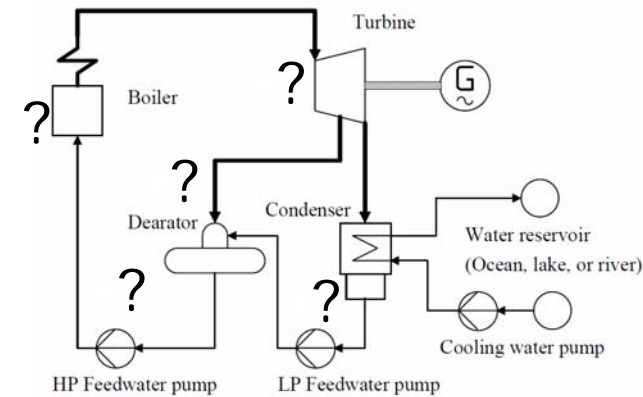 Turbine
?
G
~
?
Boiler
?
Dearator
Condenser
Water reservoir
(Ocean, lake, or river)
?
?
Cooling water pump
HP Feedwater pump
LP Feedwater pump